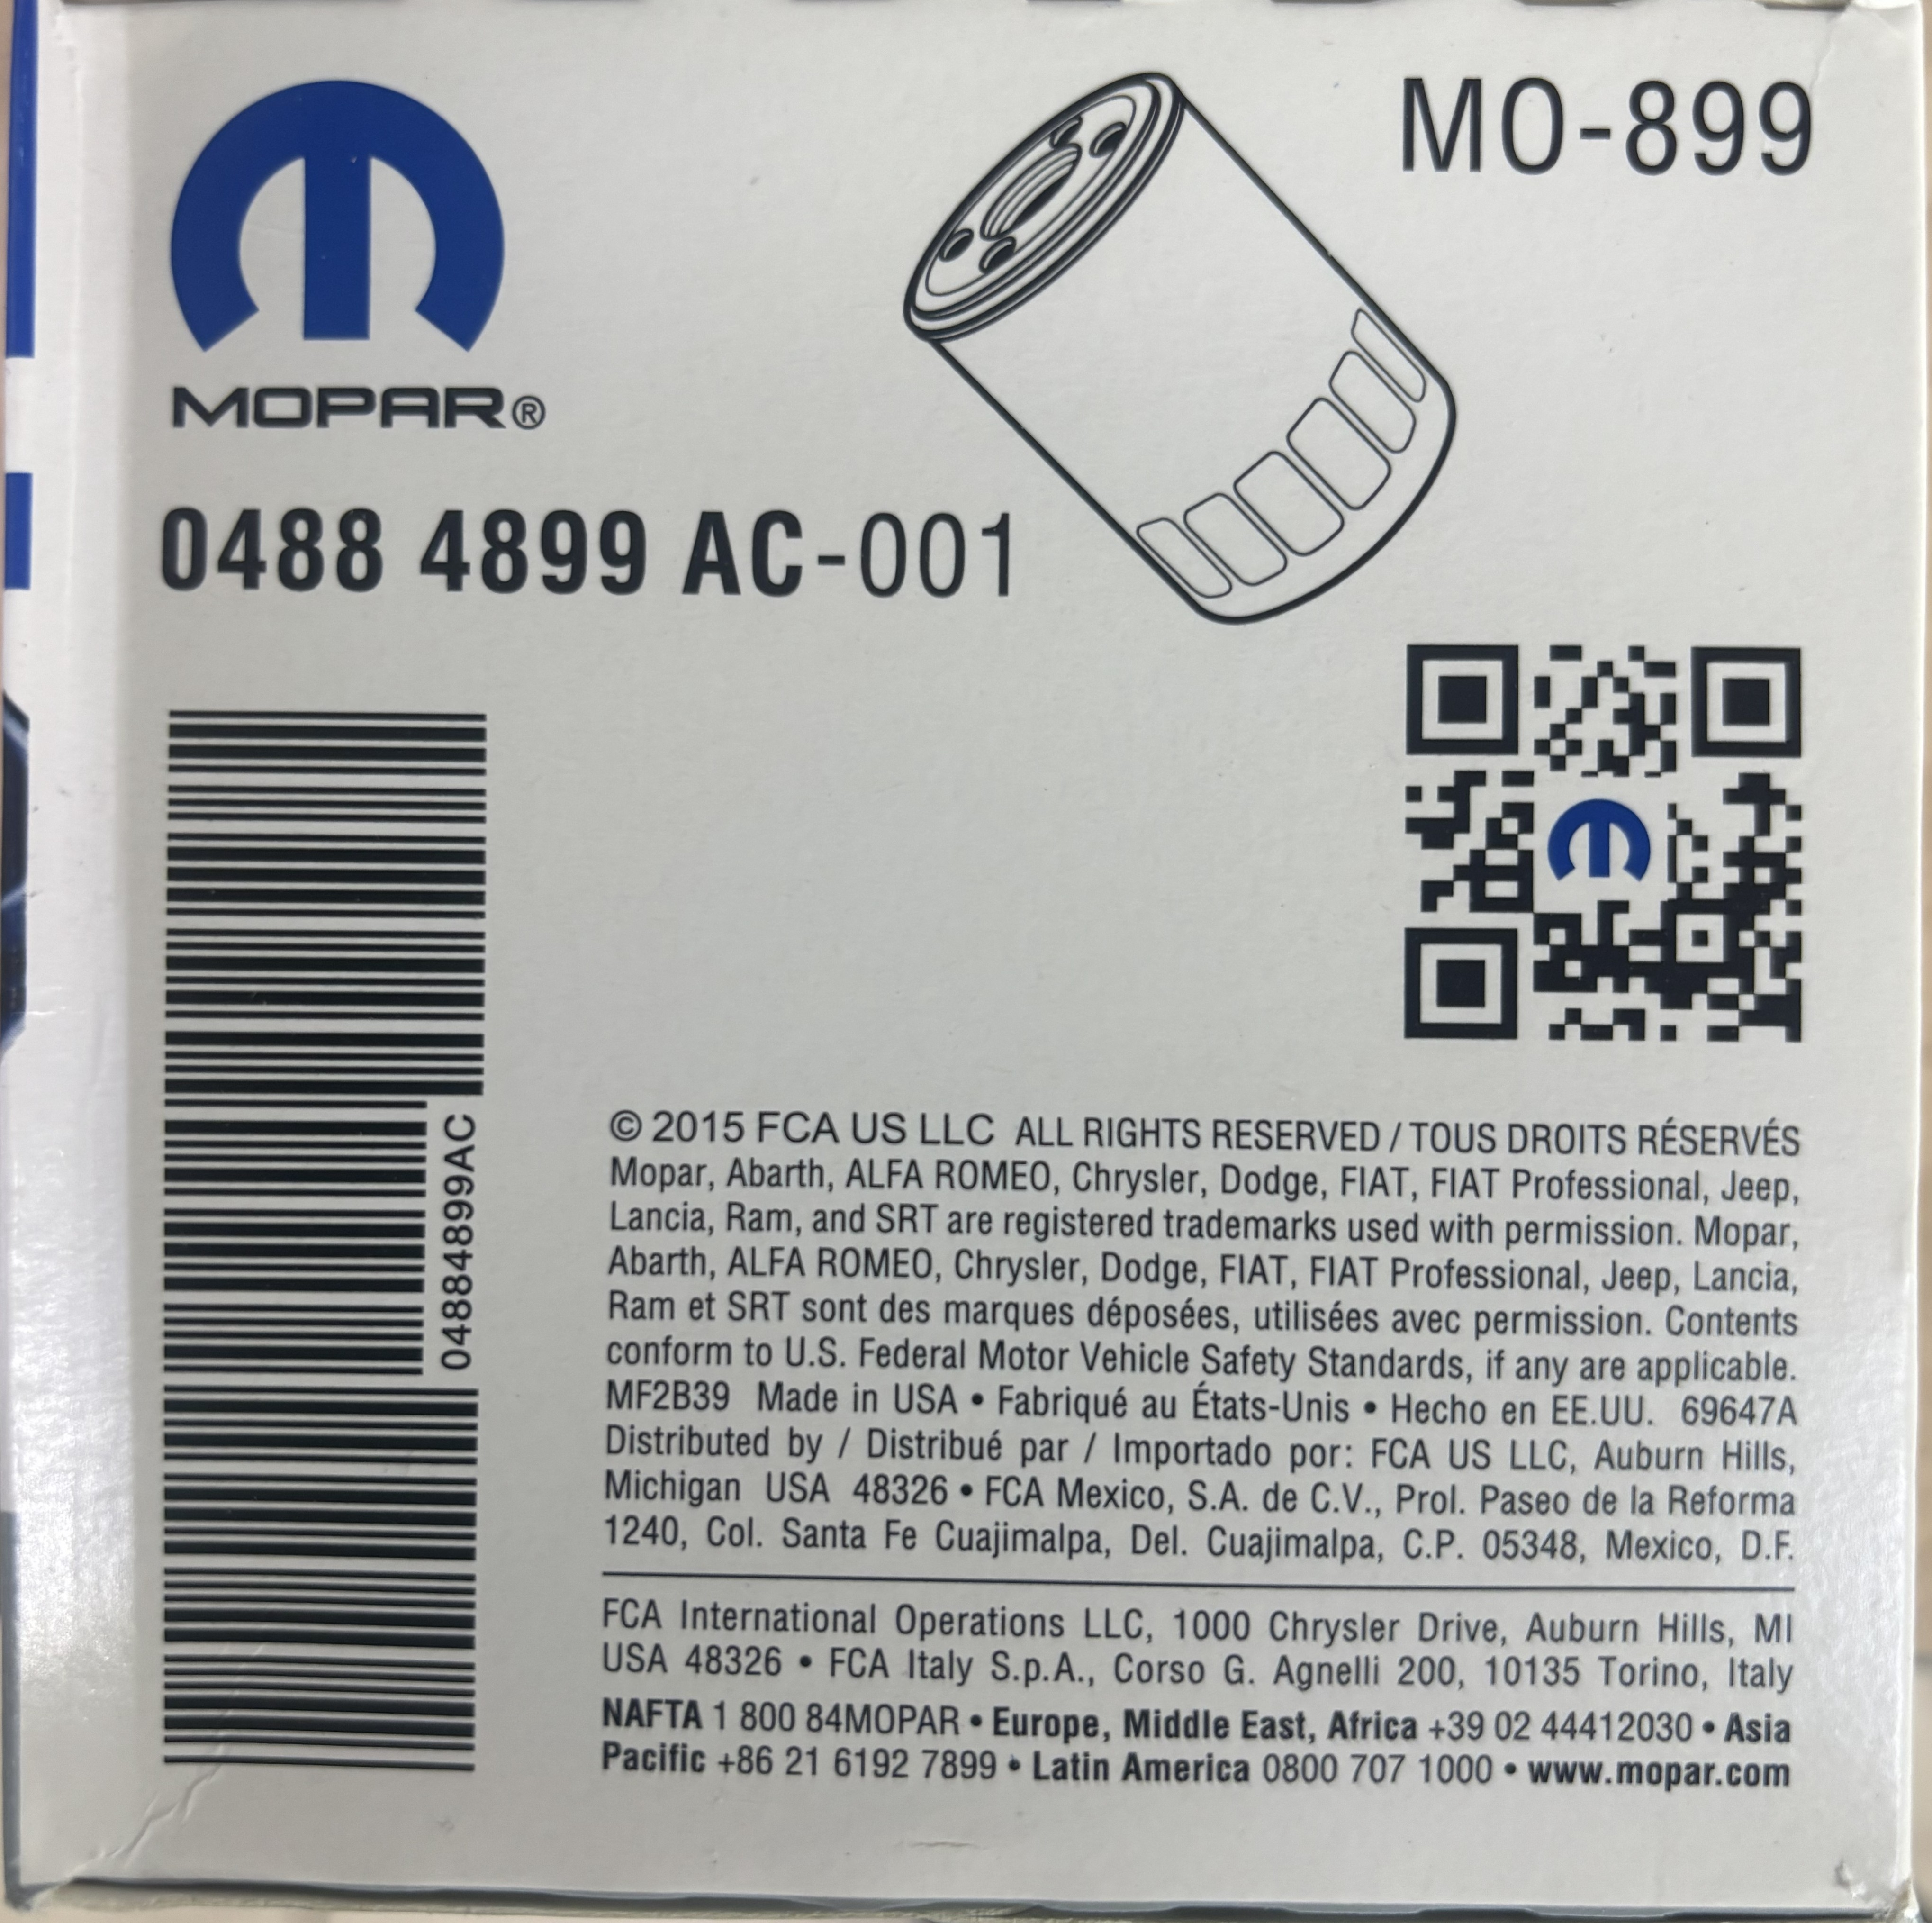 MO-899
MOPAR®
0488 4899 AC-001
04884899AC
© 2015 FCA US LLC ALL RIGHTS RESERVED / TOUS DROITS RÉSERVÉS
Mopar, Abarth, ALFA ROMEO, Chrysler, Dodge, FIAT, FIAT Professional, Jeep,
Lancia, Ram, and SRT are registered trademarks used with permission. Mopar,
Abarth, ALFA ROMEO, Chrysler, Dodge, FIAT, FIAT Professional, Jeep, Lancia,
Ram et SRT sont des marques déposées, utilisées avec permission. Contents
conform to U.S. Federal Motor Vehicle Safety Standards, if any are applicable.
MF2B39 Made in USA • Fabriqué au États-Unis • Hecho en EE.UU. 69647A
Distributed by / Distribué par / Importado por: FCA US LLC, Auburn Hills,
Michigan USA 48326 • FCA Mexico, S.A. de C.V., Prol. Paseo de la Reforma
1240, Col. Santa Fe Cuajimalpa, Del. Cuajimalpa, C.P. 05348, Mexico, D.F.
FCA International Operations LLC, 1000 Chrysler Drive, Auburn Hills, MI
USA 48326 • FCA Italy S.p.A., Corso G. Agnelli 200, 10135 Torino, Italy
NAFTA 1 800 84MOPAR • Europe, Middle East, Africa +39 02 44412030 • Asia
Pacific +86 21 6192 7899 • Latin America 0800 707 1000 • www.mopar.com